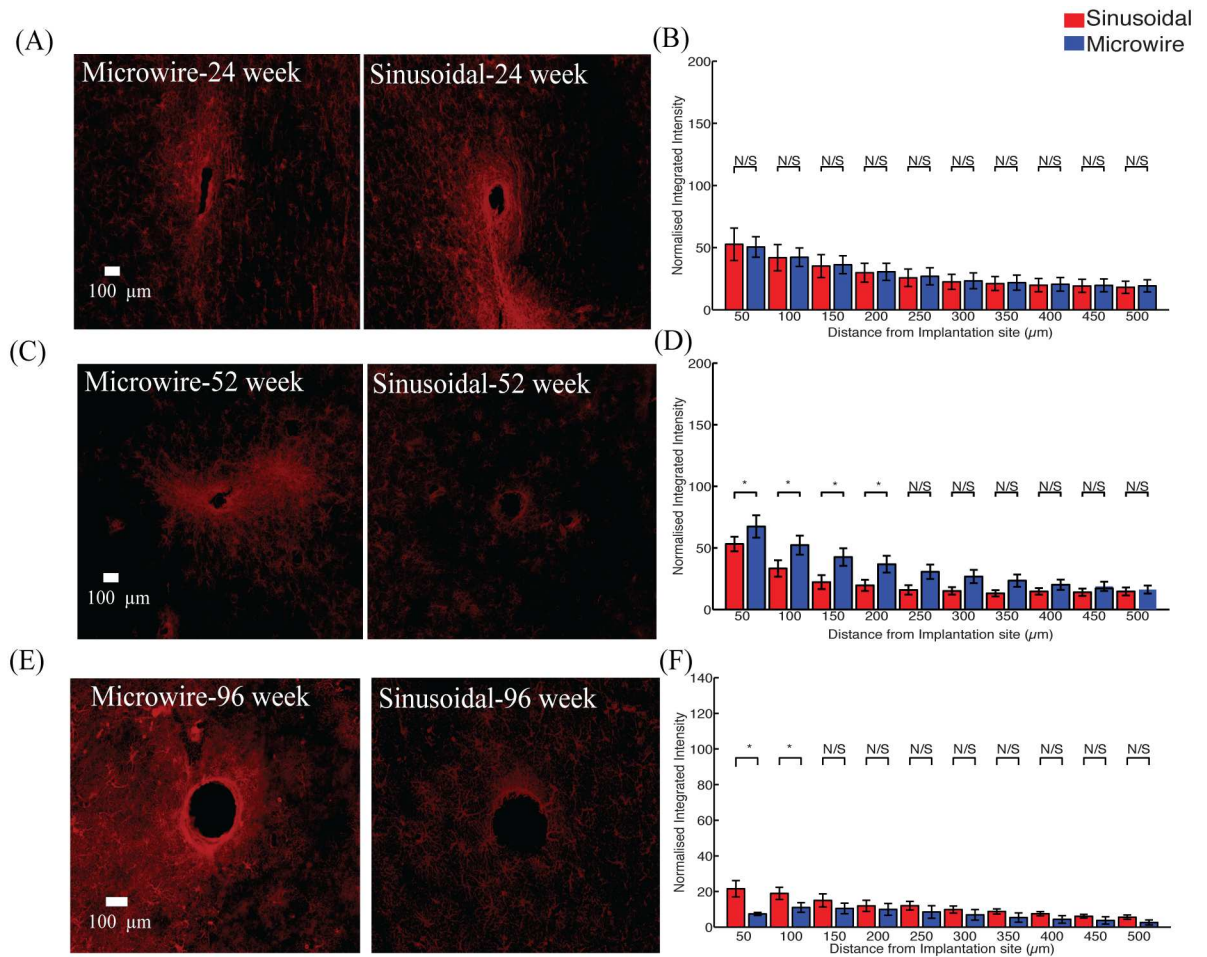 Sinusoidal
Microwire
(A)
Microwire-24 week
Sinusoidal-24 week
100 µm
(B)
200
150
100
50
0
Normalised Integrated Intensity
N/S N/S N/S N/S N/S N/S N/S N/S N/S N/S
50 100 150 200 250 300 350 400 450 500
Distance from Implantation site (µm)
(C)
Microwire-52 week
Sinusoidal-52 week
100 µm
(D)
200
150
100
50
0
Normalised Integrated Intensity
* * * * N/S N/S N/S N/S N/S N/S
50 100 150 200 250 300 350 400 450 500
Distance from Implantation site (µm)
(E)
Microwire-96 week
Sinusoidal-96 week
100 µm
(F)
140
120
100
80
60
40
20
0
Normalised Integrated Intensity
* * N/S N/S N/S N/S N/S N/S N/S N/S
50 100 150 200 250 300 350 400 450 500
Distance from Implantation site (µm)